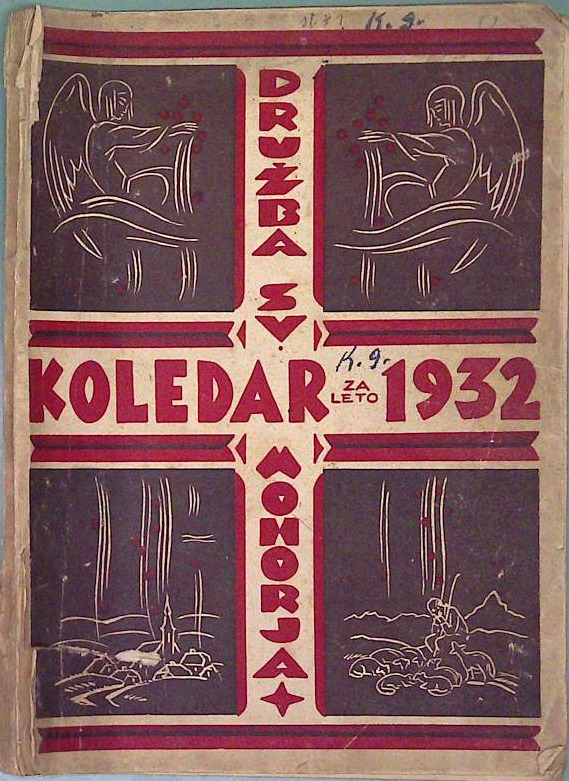 K. g.
DRUŽBA
SV.
KOLEDAR
K. g.
ZA
LETO
1932
MOHORJA